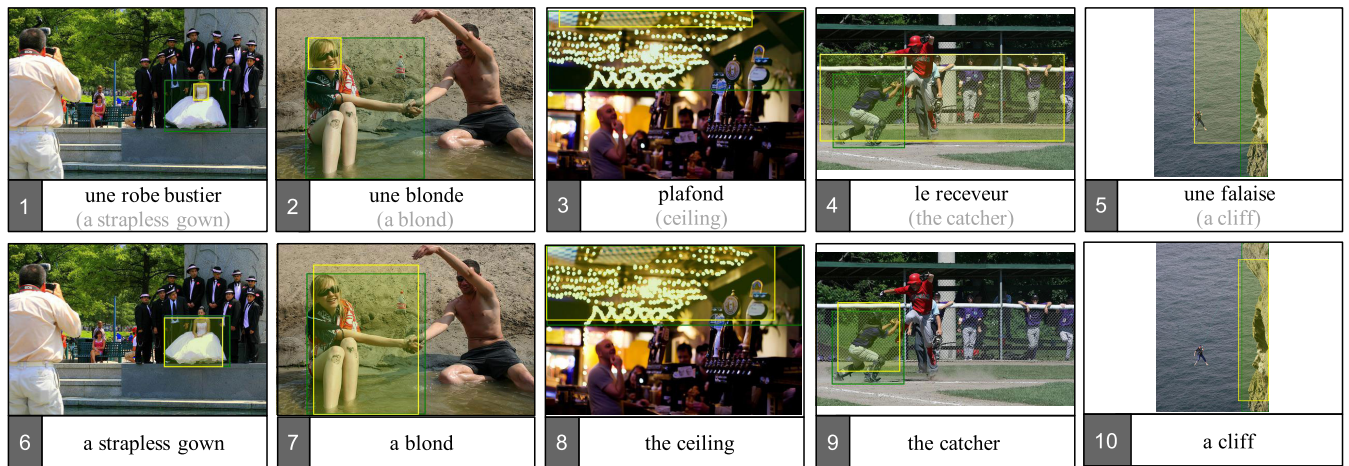 1
une robe bustier
(a strapless gown)
2
une blonde
(a blond)
3
plafond
(ceiling)
4
le receveur
(the catcher)
5
une falaise
(a cliff)
6
a strapless gown
7
a blond
8
the ceiling
9
the catcher
10
a cliff